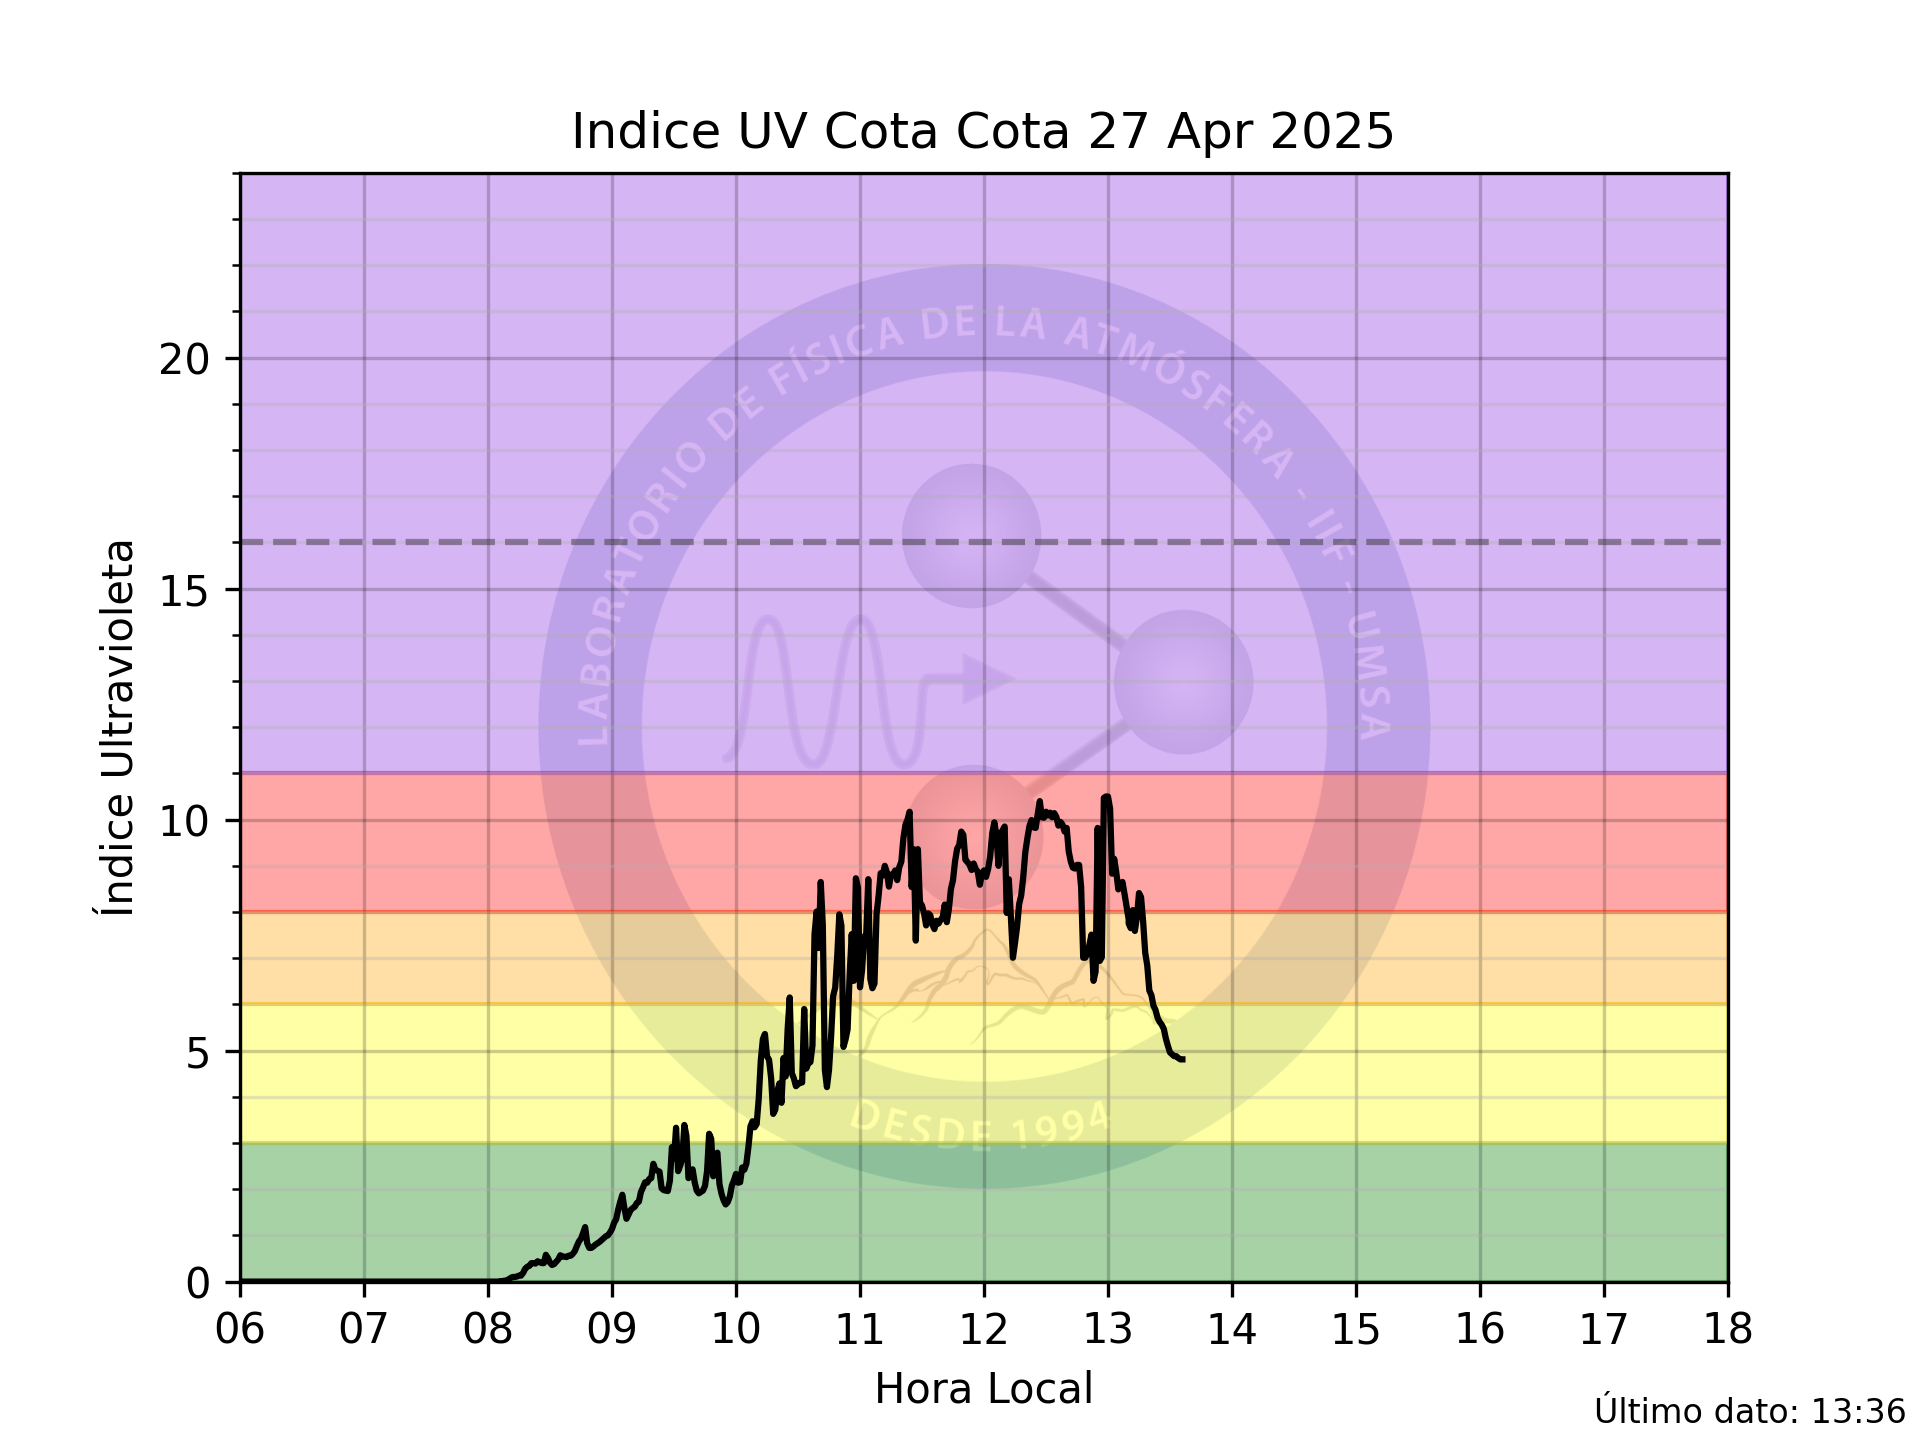 Indice UV Cota Cota 27 Apr 2025
LABORATORIO DE FÍSICA DE LA ATMÓSFERA - IIF - UMSA
DESDE 1994
Índice Ultravioleta
20
15
10
5
0
06 07 08 09 10 11 12 13 14 15 16 17 18
Hora Local
Último dato: 13:36